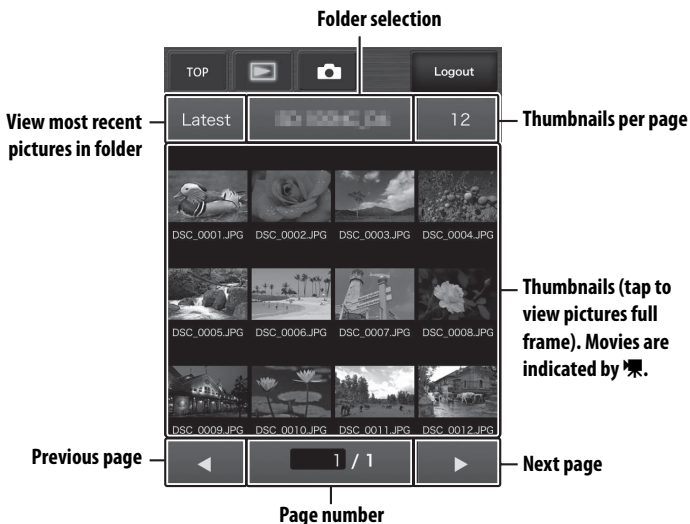 Folder selection
TOP
Logout
View most recent
pictures in folder
Latest
12
Thumbnails per page
DSC_0001.JPG DSC_0002.JPG DSC_0003.JPG DSC_0004.JPG
DSC_0005.JPG DSC_0006.JPG DSC_0007.JPG DSC_0008.JPG
Thumbnails (tap to
view pictures full
frame). Movies are
indicated by .
DSC_0009.JPG DSC_0010.JPG DSC_0011.JPG DSC_0012.JPG
Previous page
1 / 1
Next page
Page number